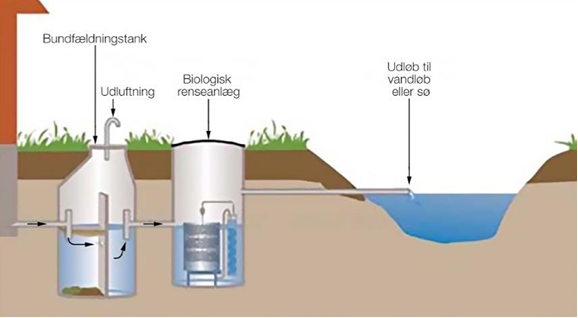 Bundfældningstank
Udluftning
Biologisk
renseanlæg
Udløb til
vandløb
eller sø